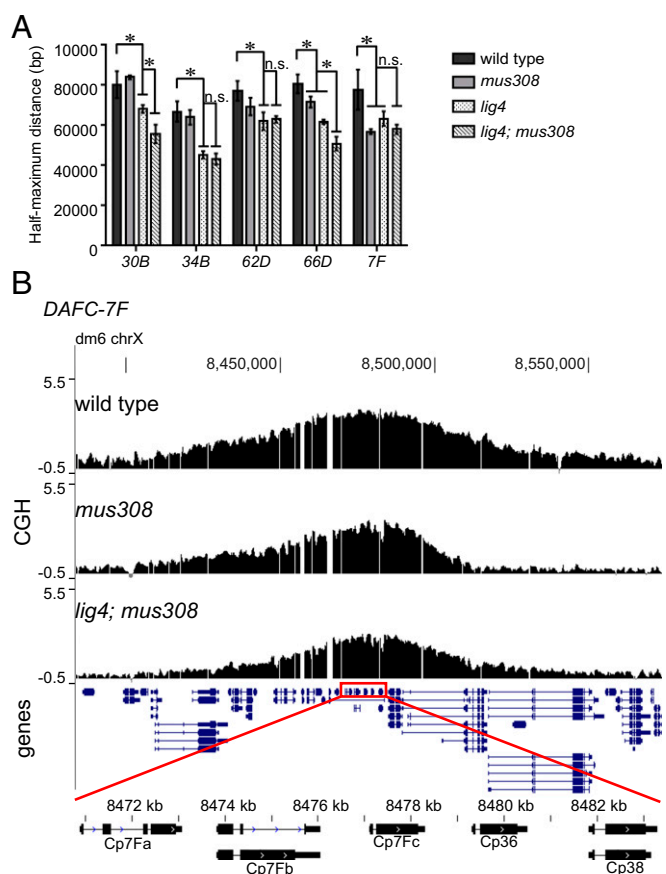 A
Half-maximum distance (bp)
100000
80000
60000
40000
20000
0
* * * n.s. * n.s. * * * n.s.
30B 34B 62D 66D 7F
wild type
mus308
lig4
lig4; mus308
B
DAFC-7F
dm6 chrX
8,450,000| 8,500,000| 8,550,000|
CGH
5.5
wild type
-0.5
5.5
mus308
-0.5
5.5
lig4; mus308
-0.5
genes
8472 kb 8474 kb 8476 kb 8478 kb 8480 kb 8482 kb
Cp7Fa Cp7Fb Cp7Fc Cp36 Cp38